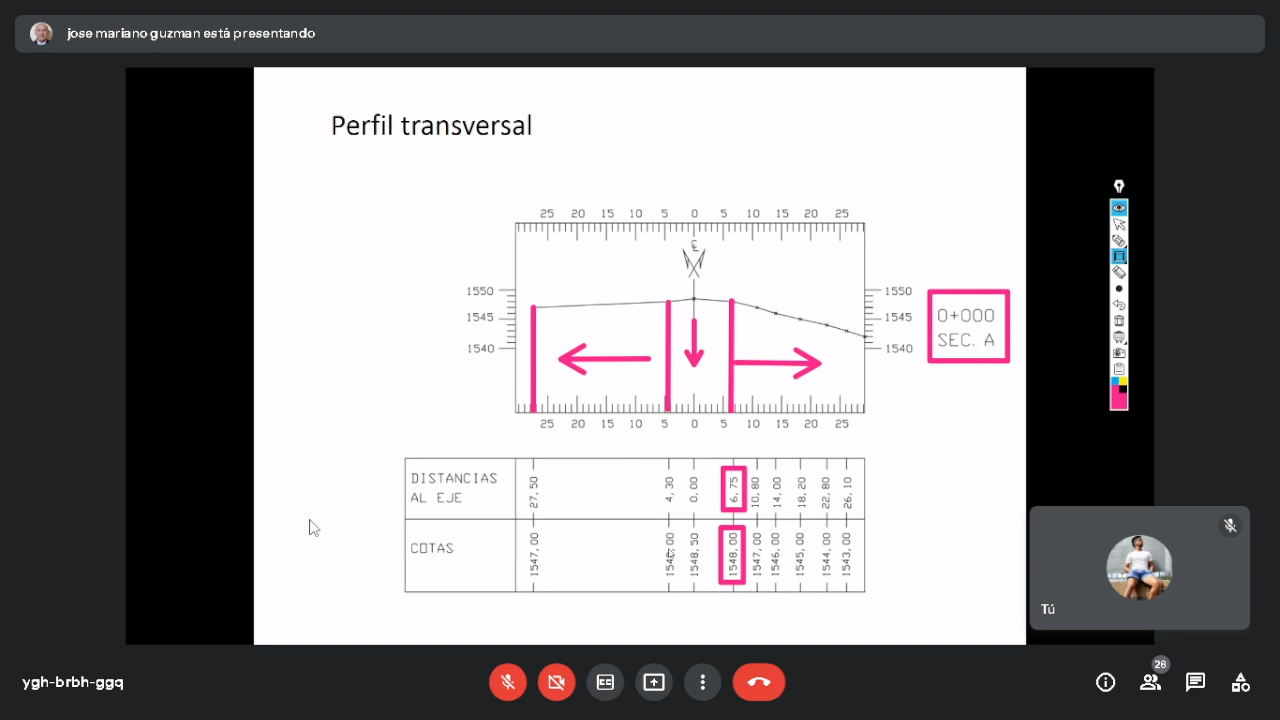 jose mariano guzman está presentando
Perfil transversal
25 20 15 10 5 0 5 10 15 20 25
1550 1550
1545 1545
1540 1540
0+000
SEC. A
25 20 15 10 5 0 5 10 15 20 25
DISTANCIAS
AL EJE
27,50 4,30 0,00 6,75 10,80 14,00 18,20 22,80 26,10
COTAS
1547,00 1548,50 1548,00 1547,00 1546,00 1545,00 1544,00 1543,00
Tú
ygh-brbh-ggq
26